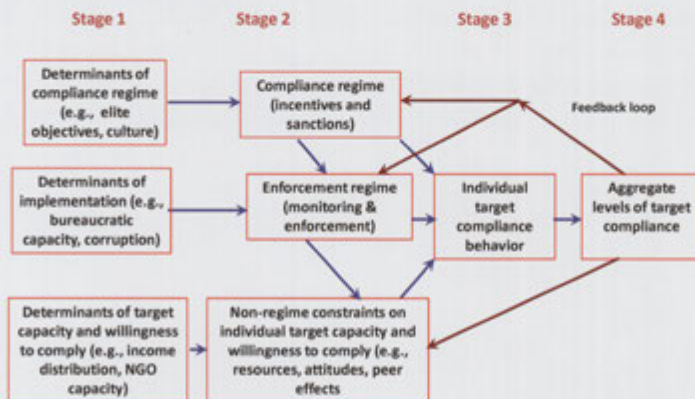 Stage 1
Stage 2
Stage 3
Stage 4
Determinants of
compliance regime
(e.g., elite
objectives, culture)
Compliance regime
(incentives and
sanctions)
Feedback loop
Determinants of
implementation (e.g.,
bureaucratic
capacity, corruption)
Enforcement regime
(monitoring &
enforcement)
Individual
target
compliance
behavior
Aggregate
levels of target
compliance
Determinants of target
capacity and willingness
to comply (e.g., income
distribution, NGO
capacity)
Non-regime constraints on
individual target capacity and
willingness to comply (e.g.,
resources, attitudes, peer
effects